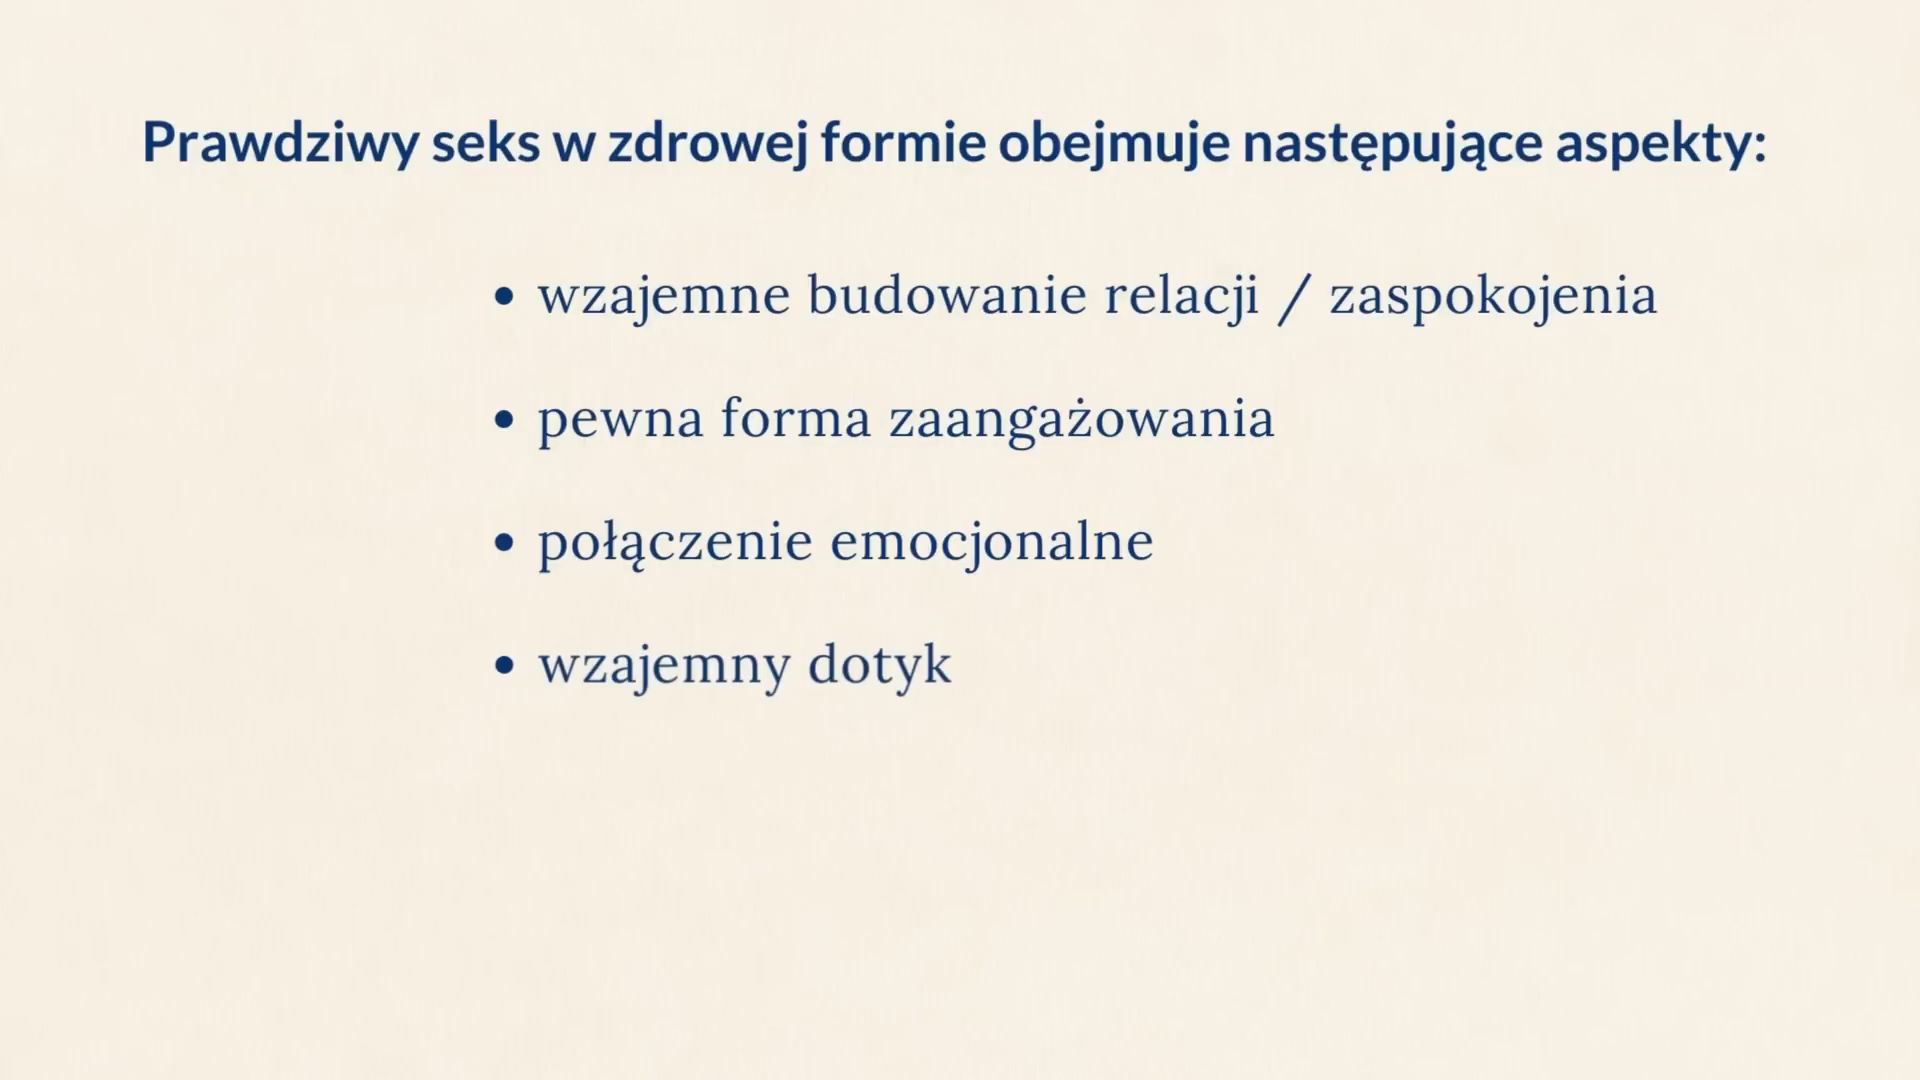 Prawdziwy seks w zdrowej formie obejmuje następujące aspekty:
• wzajemne budowanie relacji / zaspokojenia
• pewna forma zaangażowania
• połączenie emocjonalne
• wzajemny dotyk